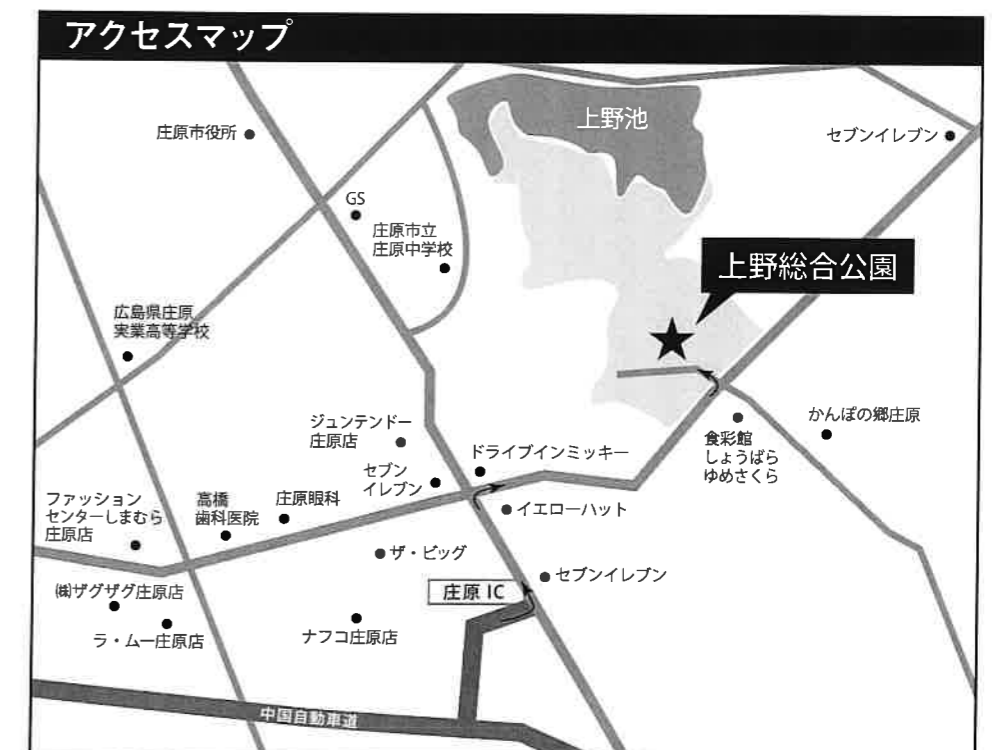 アクセスマップ
上野池
庄原市役所
セブンイレブン
GS
庄原市立
庄原中学校
上野総合公園
広島県庄原
実業高等学校
ジュンテンドー
庄原店
かんぽの郷庄原
食彩館
しょうばら
ゆめさくら
ドライブインミッキー
セブン
イレブン
ファッション
センターしまむら
庄原店
高橋
歯科医院
庄原眼科
イエローハット
ザ・ビッグ
セブンイレブン
庄原 IC
㈱ザグザグ庄原店
ラ・ムー庄原店
ナフコ庄原店
中国自動車道